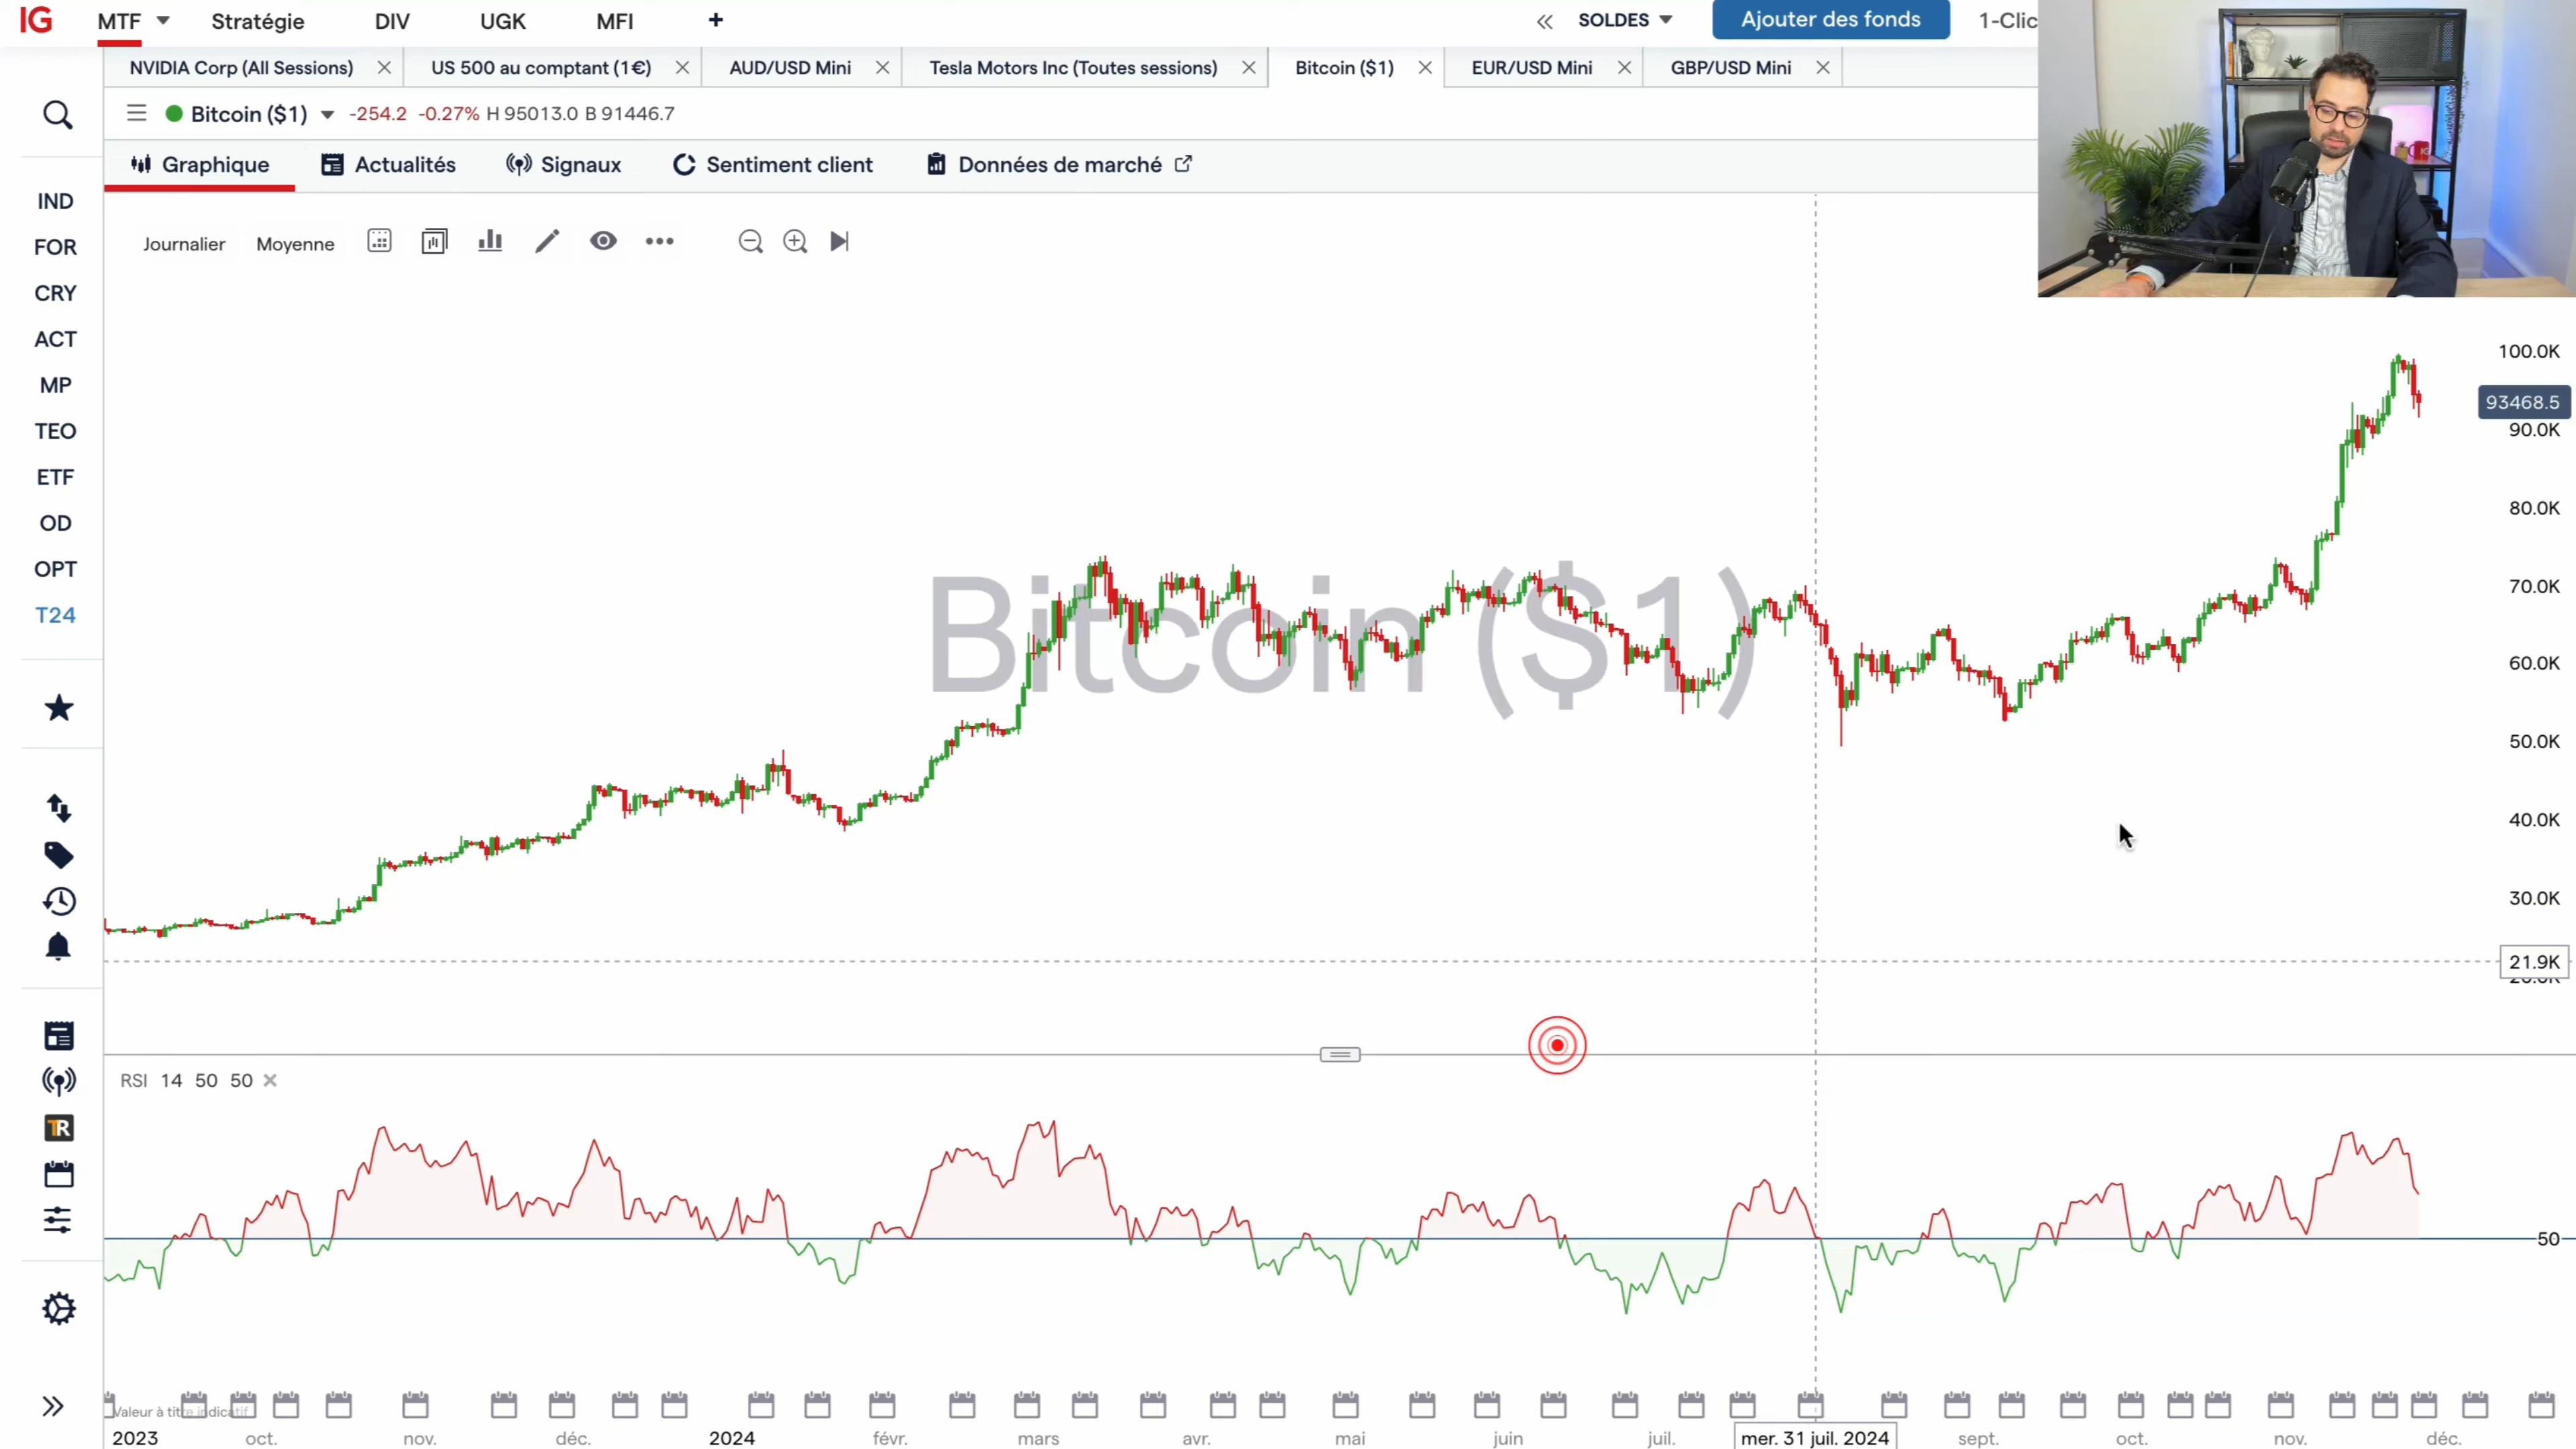 IG MTF Stratégie DIV UGK MFI + SOLDES Ajouter des fonds 1-Clic
NVIDIA Corp (All Sessions) US 500 au comptant (1€) AUD/USD Mini Tesla Motors Inc (Toutes sessions) Bitcoin ($1) EUR/USD Mini GBP/USD Mini
Bitcoin ($1) -254.2 -0.27% H 95013.0 B 91446.7
Graphique Actualités Signaux Sentiment client Données de marché
Journalier Moyenne
IND
FOR
CRY
ACT
MP
TEO
ETF
OD
OPT
T24
TR
Bitcoin ($1)
100.0K
93468.5
90.0K
80.0K
70.0K
60.0K
50.0K
40.0K
30.0K
21.9K
RSI 14 50 50
50
Valeur à titre indicatif
2023 oct. nov. déc. 2024 févr. mars avr. mai juin juil. mer. 31 juil. 2024 sept. oct. nov. déc.